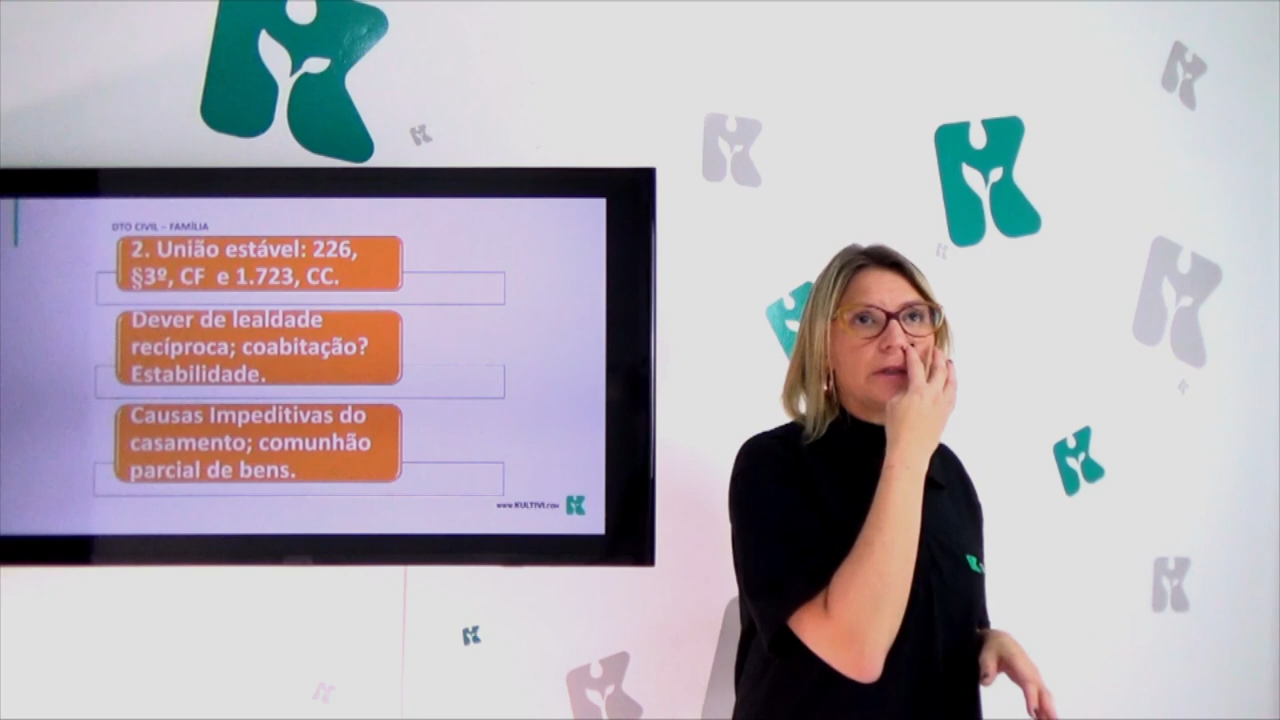 DTO CIVIL – FAMÍLIA
2. União estável: 226,
§3º, CF e 1.723, CC.
Dever de lealdade
recíproca; coabitação?
Estabilidade.
Causas Impeditivas do
casamento; comunhão
parcial de bens.
www.KULTIVI.COM